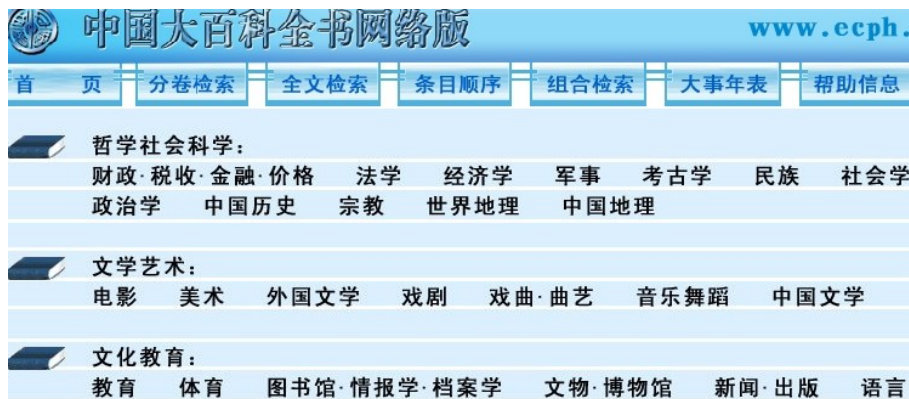 中国大百科全书网络版 www.ecph.
首 页 分卷检索 全文检索 条目顺序 组合检索 大事年表 帮助信息
哲学社会科学:
财政·税收·金融·价格 法学 经济学 军事 考古学 民族 社会学
政治学 中国历史 宗教 世界地理 中国地理
文学艺术:
电影 美术 外国文学 戏剧 戏曲·曲艺 音乐舞蹈 中国文学
文化教育:
教育 体育 图书馆·情报学·档案学 文物·博物馆 新闻·出版 语言